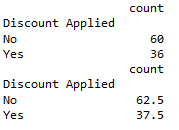 count
Discount Applied
No 60
Yes 36
count
Discount Applied
No 62.5
Yes 37.5